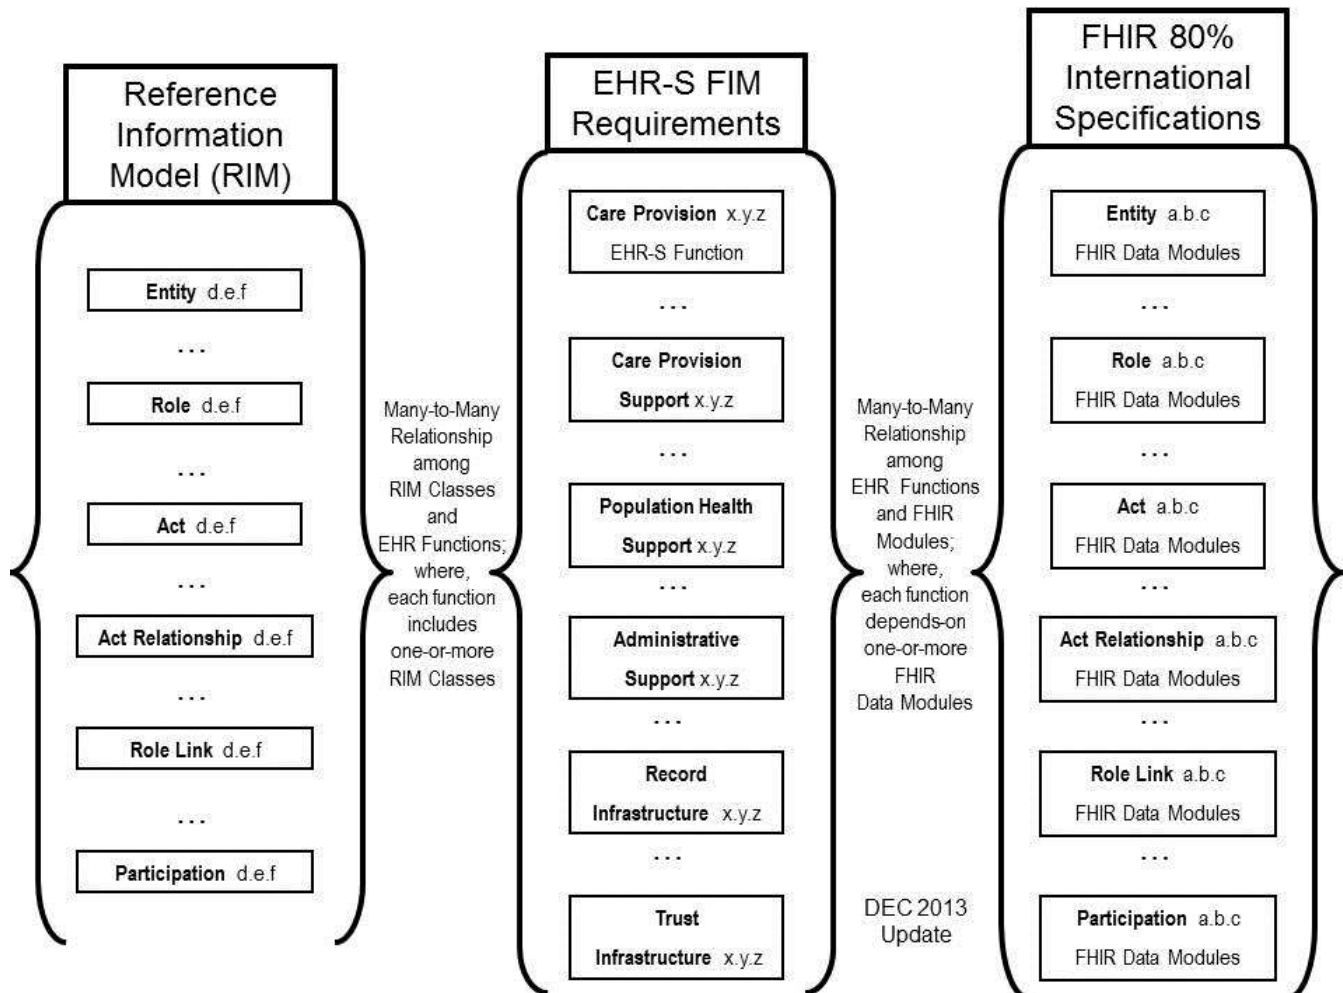 Reference
Information
Model (RIM)
Entity d.e.f
...
Role d.e.f
...
Act d.e.f
...
Act Relationship d.e.f
...
Role Link d.e.f
...
Participation d.e.f
Many-to-Many
Relationship
among
RIM Classes
and
EHR Functions;
where,
each function
includes
one-or-more
RIM Classes
EHR-S FIM
Requirements
Care Provision x.y.z
EHR-S Function
...
Care Provision
Support x.y.z
...
Population Health
Support x.y.z
...
Administrative
Support x.y.z
...
Record
Infrastructure x.y.z
...
Trust
Infrastructure x.y.z
Many-to-Many
Relationship
among
EHR Functions
and FHIR
Modules;
where,
each function
depends-on
one-or-more
FHIR
Data Modules
DEC 2013
Update
FHIR 80%
International
Specifications
Entity a.b.c
FHIR Data Modules
...
Role a.b.c
FHIR Data Modules
...
Act a.b.c
FHIR Data Modules
...
Act Relationship a.b.c
FHIR Data Modules
...
Role Link a.b.c
FHIR Data Modules
...
Participation a.b.c
FHIR Data Modules